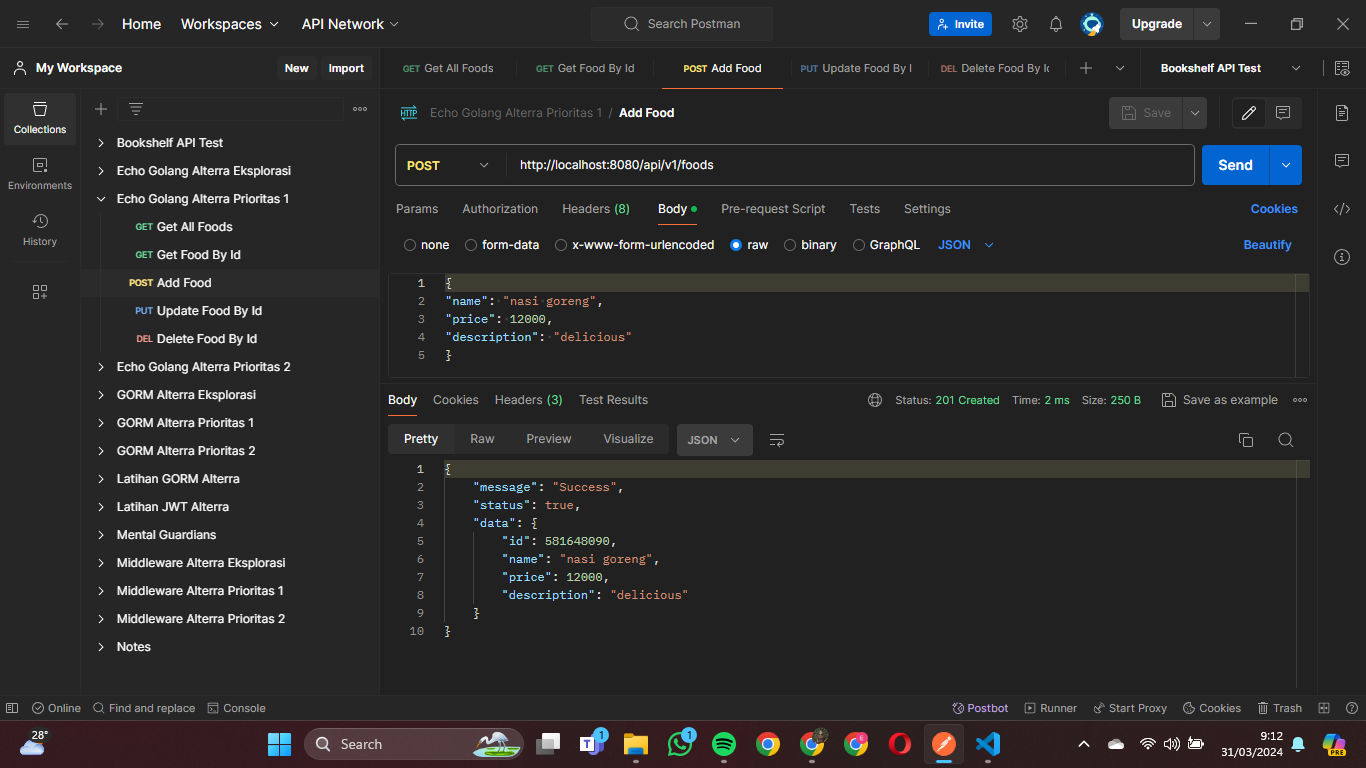 Home Workspaces API Network Search Postman Invite Upgrade
My Workspace New Import GET Get All Foods GET Get Food By Id POST Add Food PUT Update Food By I DEL Delete Food By Id Bookshelf API Test
Collections
Environments
History
Bookshelf API Test
Echo Golang Alterra Eksplorasi
Echo Golang Alterra Prioritas 1
GET Get All Foods
GET Get Food By Id
POST Add Food
PUT Update Food By Id
DEL Delete Food By Id
Echo Golang Alterra Prioritas 2
GORM Alterra Eksplorasi
GORM Alterra Prioritas 1
GORM Alterra Prioritas 2
Latihan GORM Alterra
Latihan JWT Alterra
Mental Guardians
Middleware Alterra Eksplorasi
Middleware Alterra Prioritas 1
Middleware Alterra Prioritas 2
Notes
HTTP Echo Golang Alterra Prioritas 1 / Add Food Save
POST http://localhost:8080/api/v1/foods Send
Params Authorization Headers (8) Body Pre-request Script Tests Settings Cookies
none form-data x-www-form-urlencoded raw binary GraphQL JSON Beautify
1 {
2 "name": "nasi goreng",
3 "price": 12000,
4 "description": "delicious"
5 }
Body Cookies Headers (3) Test Results Status: 201 Created Time: 2 ms Size: 250 B Save as example
Pretty Raw Preview Visualize JSON
1 {
2 "message": "Success",
3 "status": true,
4 "data": {
5 "id": 581648090,
6 "name": "nasi goreng",
7 "price": 12000,
8 "description": "delicious"
9 }
10 }
Online Find and replace Console Postbot Runner Start Proxy Cookies Trash
28° Search 1 1 9:12
31/03/2024
PRE